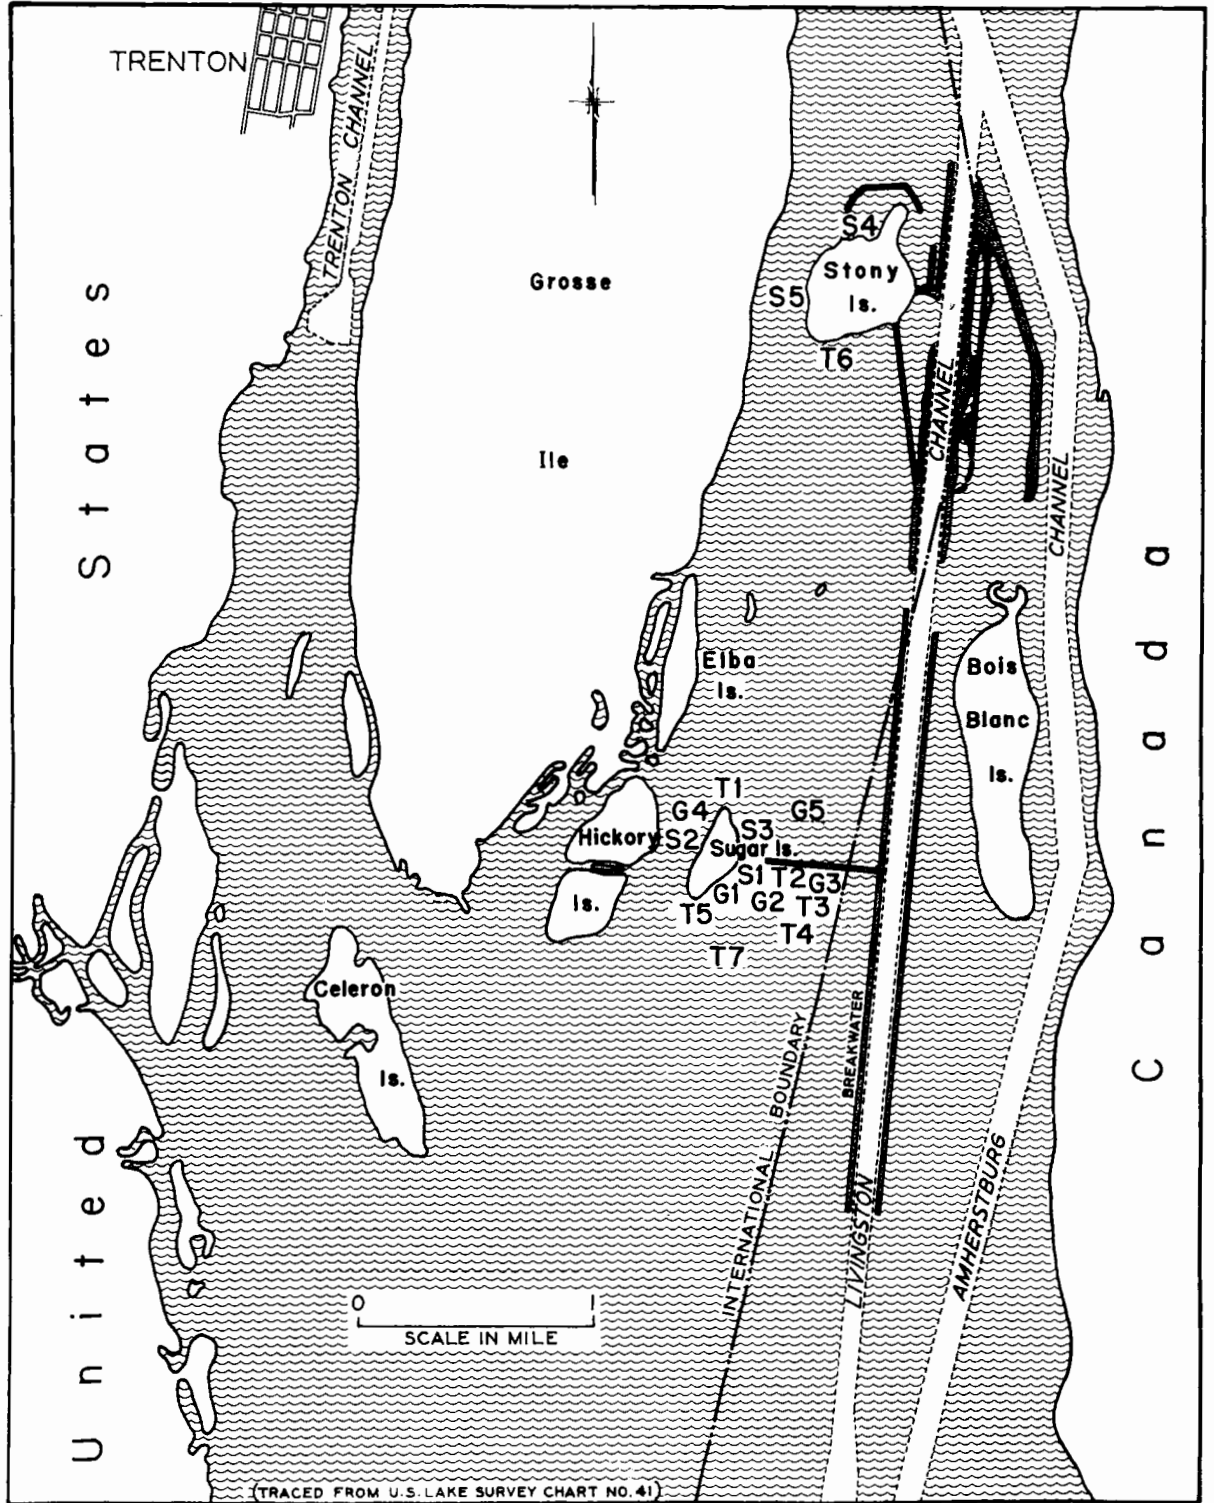 TRENTON
TRENTON CHANNEL
CHANNEL
Grosse
Ile
S4
Stony
Is.
S5
T6
CHANNEL
CHANNEL
United States
Canada
Elba
Is.
Bois
Blanc
Is.
T1
G4
G5
Hickory
S2
S3
Sugar Is.
S1
T2
G3
G1
G2
T3
Is.
T5
T4
T7
Celeron
Is.
INTERNATIONAL BOUNDARY
BREAKWATER
LIVINGSTON
AMHERSTBURG
0 1
SCALE IN MILE
(TRACED FROM U.S. LAKE SURVEY CHART NO. 41)